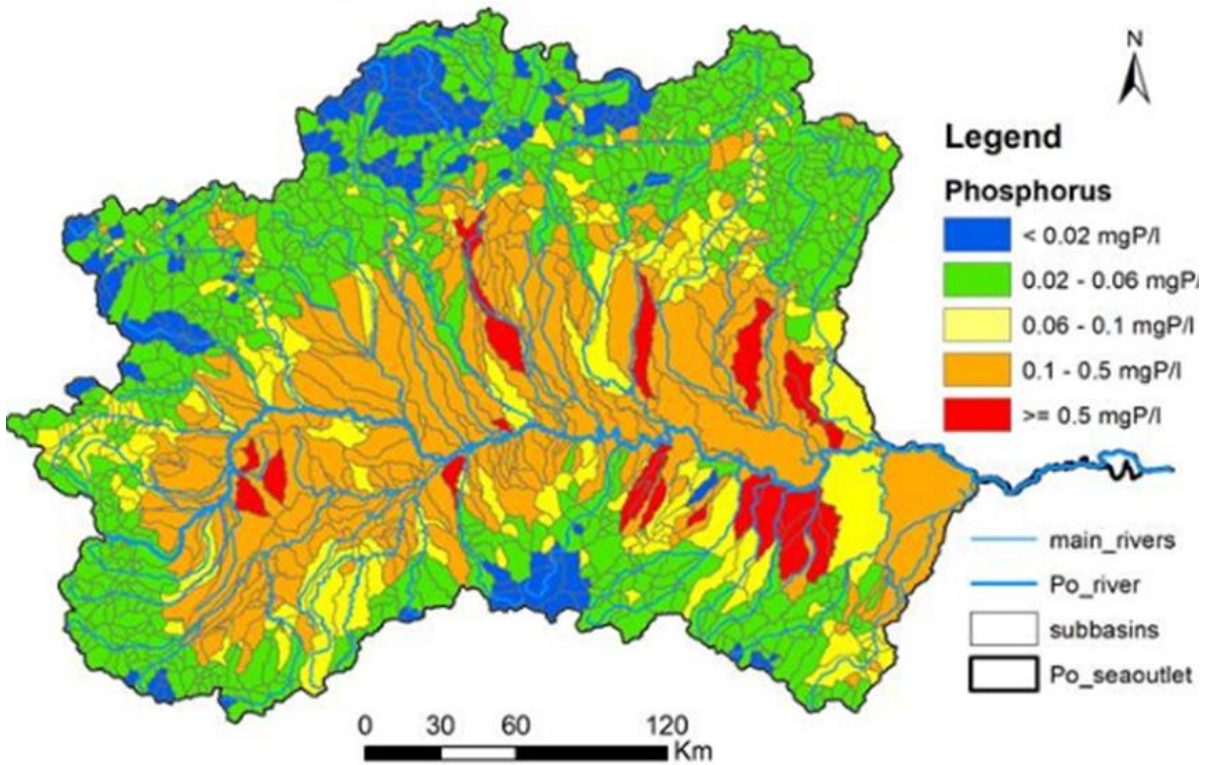 N
Legend
Phosphorus
< 0.02 mgP/l
0.02 - 0.06 mgP/
0.06 - 0.1 mgP/l
0.1 - 0.5 mgP/l
>= 0.5 mgP/l
main_rivers
Po_river
subbasins
Po_seaoutlet
0 30 60 120
Km